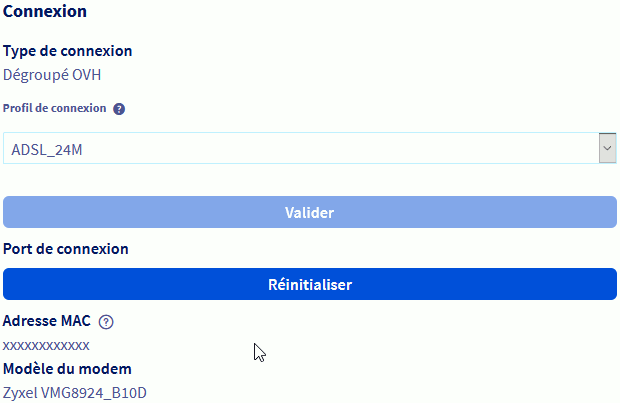 Connexion
Type de connexion
Dégroupé OVH
Profil de connexion ?
ADSL_24M
Valider
Port de connexion
Réinitialiser
Adresse MAC ?
xxxxxxxxxxxx
Modèle du modem
Zyxel VMG8924_B10D